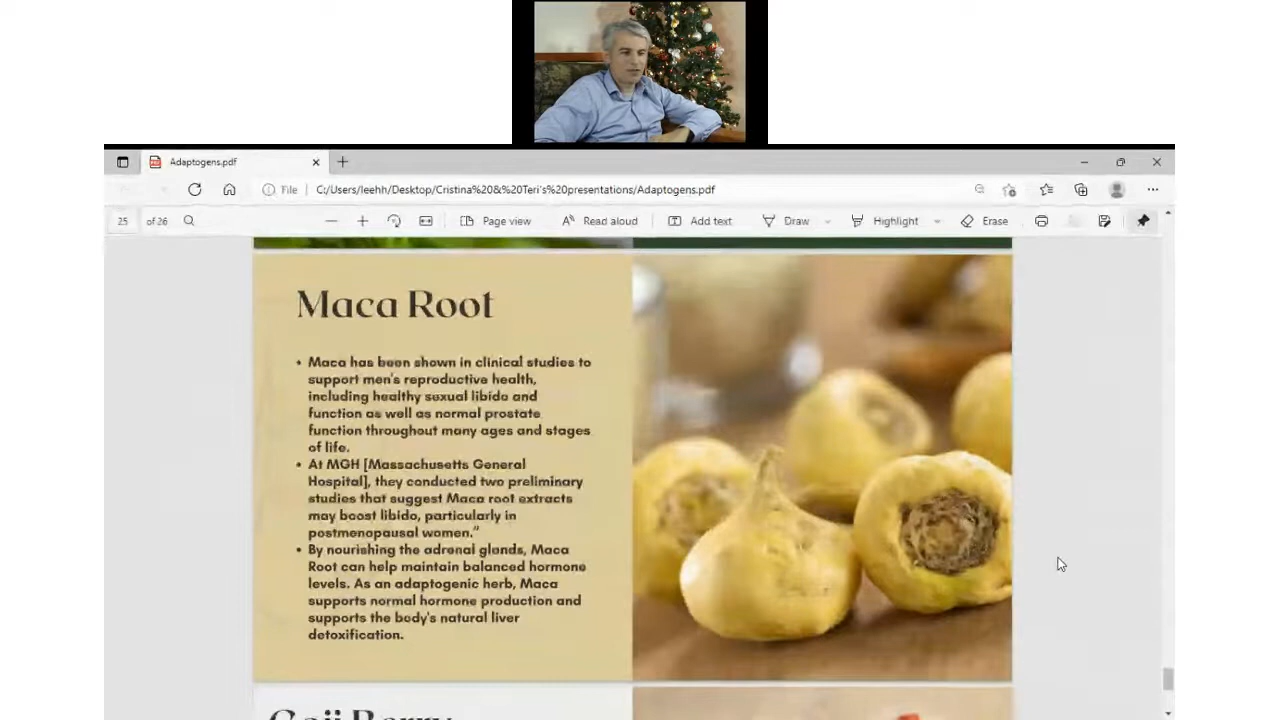 Adaptogens.pdf
File
C:/Users/leehh/Desktop/Cristina%20&%20Teri's%20presentations/Adaptogens.pdf
25 of 26
Page view
Read aloud
Add text
Draw
Highlight
Erase
Maca Root
• Maca has been shown in clinical studies to
support men's reproductive health,
including healthy sexual libido and
function as well as normal prostate
function throughout many ages and stages
of life.
• At MGH [Massachusetts General
Hospital], they conducted two preliminary
studies that suggest Maca root extracts
may boost libido, particularly in
postmenopausal women.”
• By nourishing the adrenal glands, Maca
Root can help maintain balanced hormone
levels. As an adaptogenic herb, Maca
supports normal hormone production and
supports the body's natural liver
detoxification.
Goji Berry